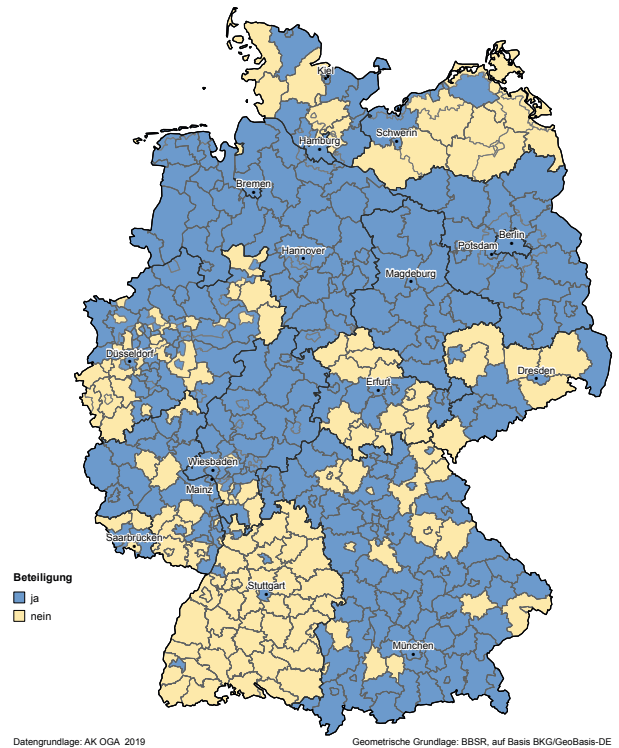 Kiel
Schwerin
Hamburg
Bremen
Berlin
Potsdam
Hannover
Magdeburg
Düsseldorf
Dresden
Erfurt
Wiesbaden
Mainz
Saarbrücken
Beteiligung
Stuttgart
ja
nein
München
Datengrundlage: AK OGA 2019
Geometrische Grundlage: BBSR, auf Basis BKG/GeoBasis-DE